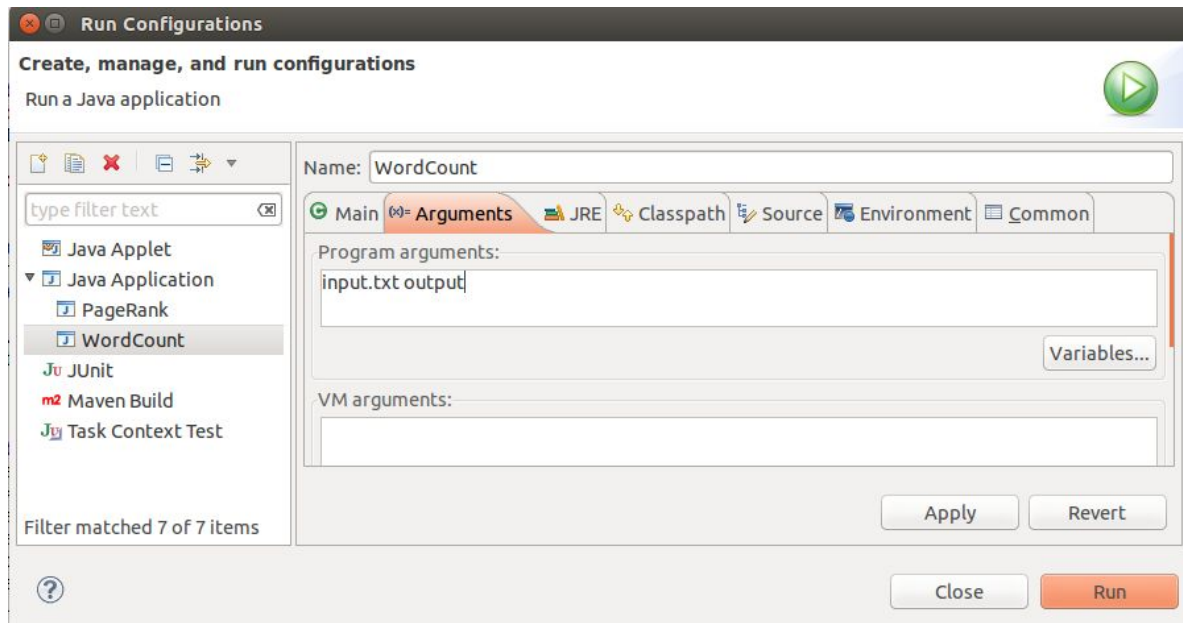 Run Configurations
Create, manage, and run configurations
Run a Java application
type filter text
Java Applet
Java Application
PageRank
WordCount
JUnit
Maven Build
Task Context Test
Filter matched 7 of 7 items
Name: WordCount
Main (x)= Arguments JRE Classpath Source Environment Common
Program arguments:
input.txt output
Variables...
VM arguments:
Apply Revert
Close Run